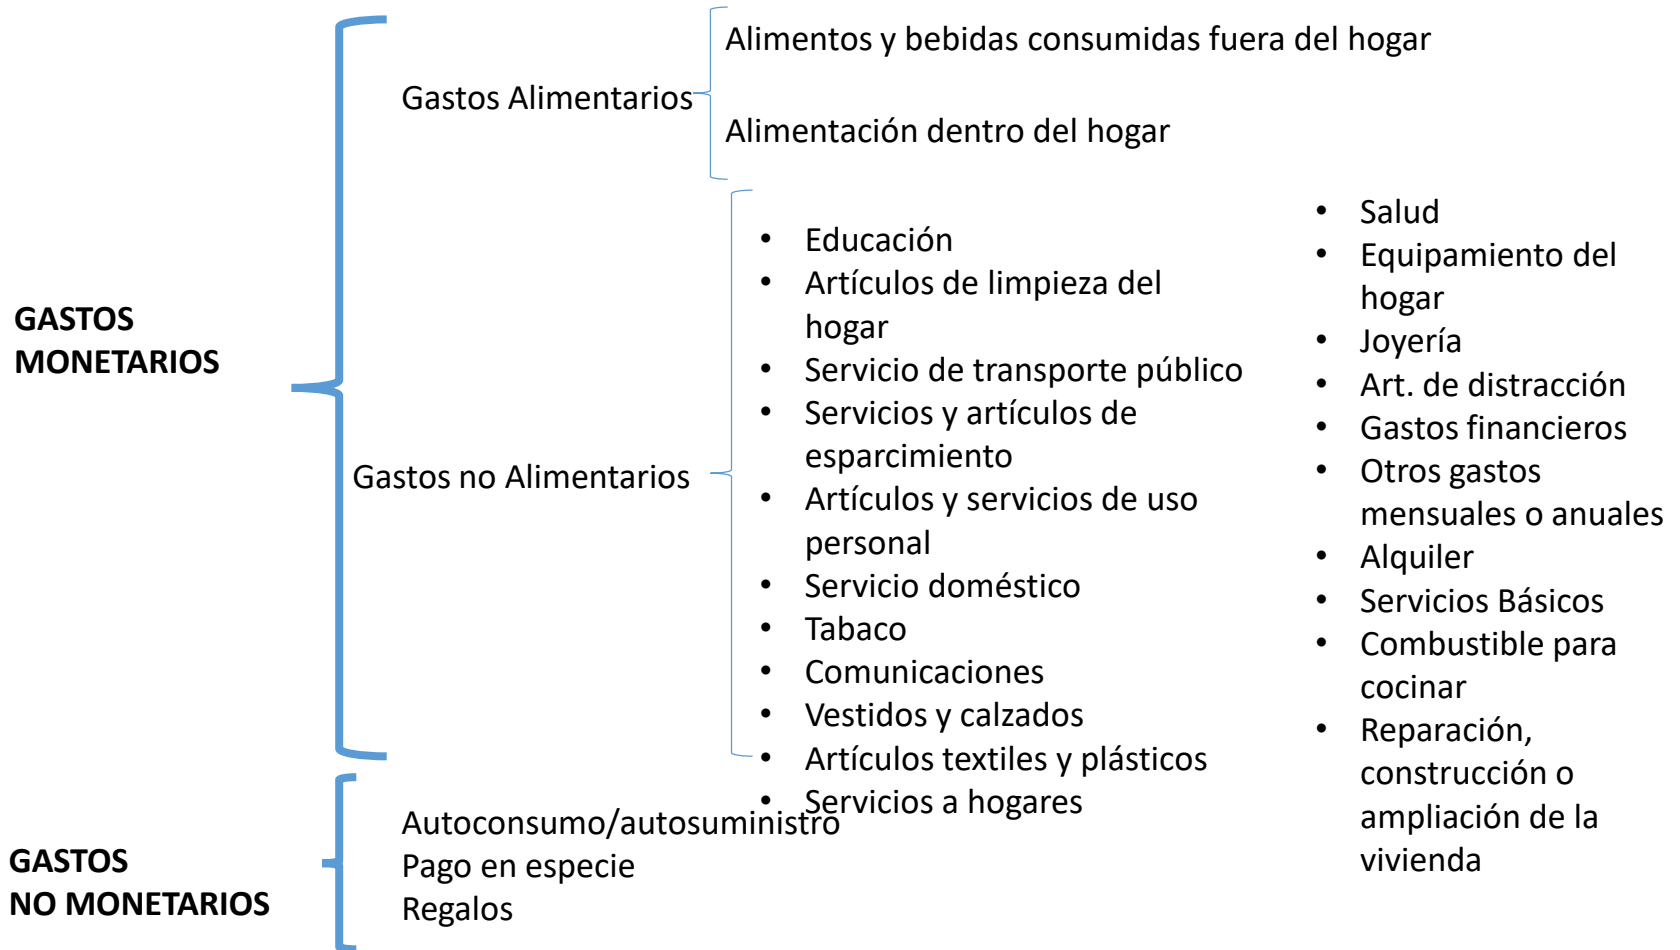 GASTOS
MONETARIOS
Gastos Alimentarios
Alimentos y bebidas consumidas fuera del hogar
Alimentación dentro del hogar
Gastos no Alimentarios
• Educación
• Artículos de limpieza del
hogar
• Servicio de transporte público
• Servicios y artículos de
esparcimiento
• Artículos y servicios de uso
personal
• Servicio doméstico
• Tabaco
• Comunicaciones
• Vestidos y calzados
• Artículos textiles y plásticos
• Servicios a hogares
• Salud
• Equipamiento del
hogar
• Joyería
• Art. de distracción
• Gastos financieros
• Otros gastos
mensuales o anuales
• Alquiler
• Servicios Básicos
• Combustible para
cocinar
• Reparación,
construcción o
ampliación de la
vivienda
GASTOS
NO MONETARIOS
Autoconsumo/autosuministro
Pago en especie
Regalos